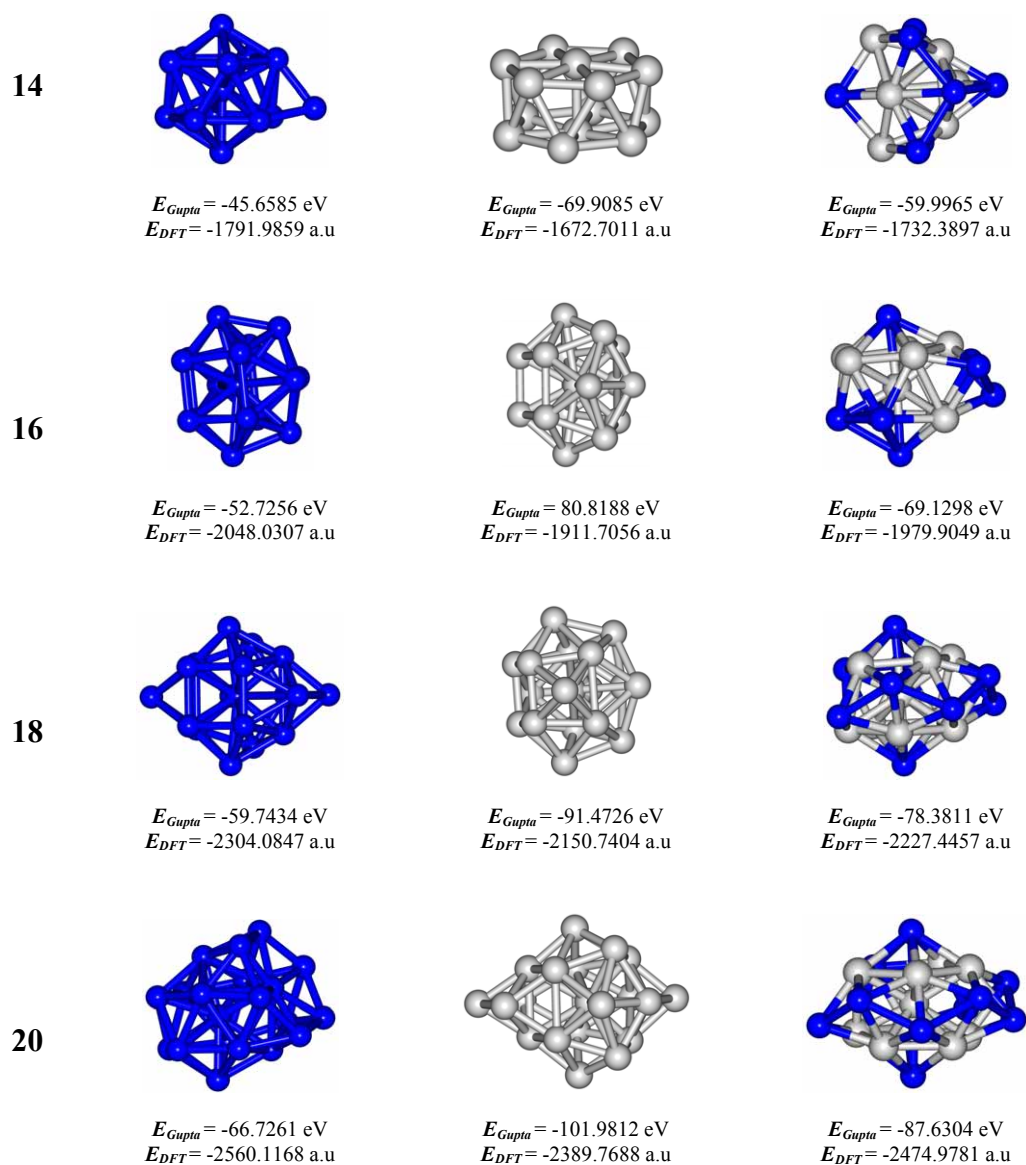 14
E_Gupta = -45.6585 eV
E_DFT = -1791.9859 a.u
E_Gupta = -69.9085 eV
E_DFT = -1672.7011 a.u
E_Gupta = -59.9965 eV
E_DFT = -1732.3897 a.u
16
E_Gupta = -52.7256 eV
E_DFT = -2048.0307 a.u
E_Gupta = 80.8188 eV
E_DFT = -1911.7056 a.u
E_Gupta = -69.1298 eV
E_DFT = -1979.9049 a.u
18
E_Gupta = -59.7434 eV
E_DFT = -2304.0847 a.u
E_Gupta = -91.4726 eV
E_DFT = -2150.7404 a.u
E_Gupta = -78.3811 eV
E_DFT = -2227.4457 a.u
20
E_Gupta = -66.7261 eV
E_DFT = -2560.1168 a.u
E_Gupta = -101.9812 eV
E_DFT = -2389.7688 a.u
E_Gupta = -87.6304 eV
E_DFT = -2474.9781 a.u